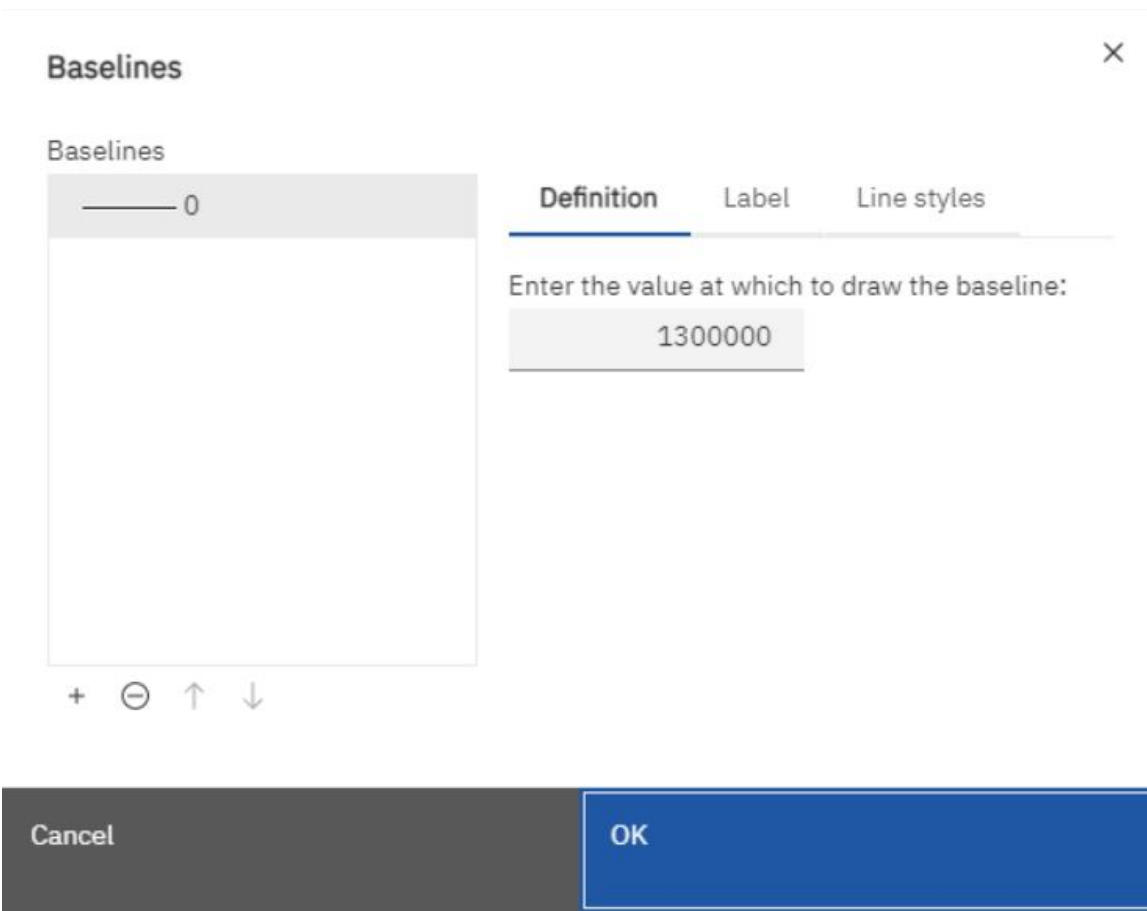 Baselines
Baselines
0
Definition Label Line styles
Enter the value at which to draw the baseline:
1300000
Cancel OK